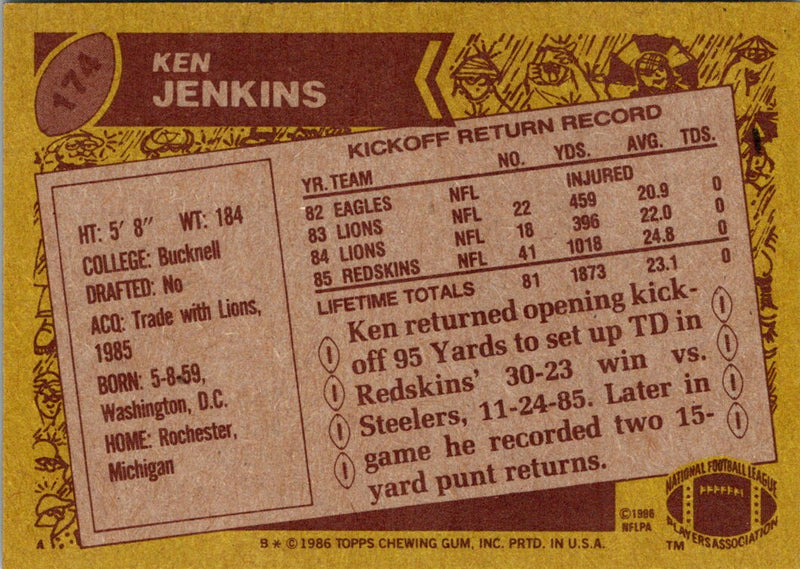 174
KEN
JENKINS
HT: 5' 8" WT: 184
COLLEGE: Bucknell
DRAFTED: No
ACQ: Trade with Lions,
1985
BORN: 5-8-59,
Washington, D.C.
HOME: Rochester,
Michigan
KICKOFF RETURN RECORD
YR. TEAM NO. YDS. AVG. TDS.
82 EAGLES NFL INJURED
83 LIONS NFL 22 459 20.9 0
84 LIONS NFL 18 396 22.0 0
85 REDSKINS NFL 41 1018 24.8 0
LIFETIME TOTALS 81 1873 23.1 0
Ken returned opening kick-
off 95 Yards to set up TD in
Redskins' 30-23 win vs.
Steelers, 11-24-85. Later in
game he recorded two 15-
yard punt returns.
NATIONAL FOOTBALL LEAGUE
PLAYERS ASSOCIATION
TM
© 1986
NFLPA
A
B * © 1986 TOPPS CHEWING GUM, INC. PRTD. IN U.S.A.